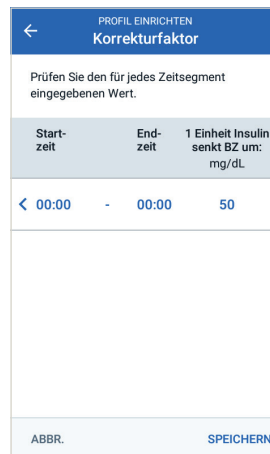 PROFIL EINRICHTEN
Korrekturfaktor
Prüfen Sie den für jedes Zeitsegment
eingegebenen Wert.
Start- End- 1 Einheit Insulin
zeit zeit senkt BZ um:
mg/dL
00:00 - 00:00 50
ABBR. SPEICHERN